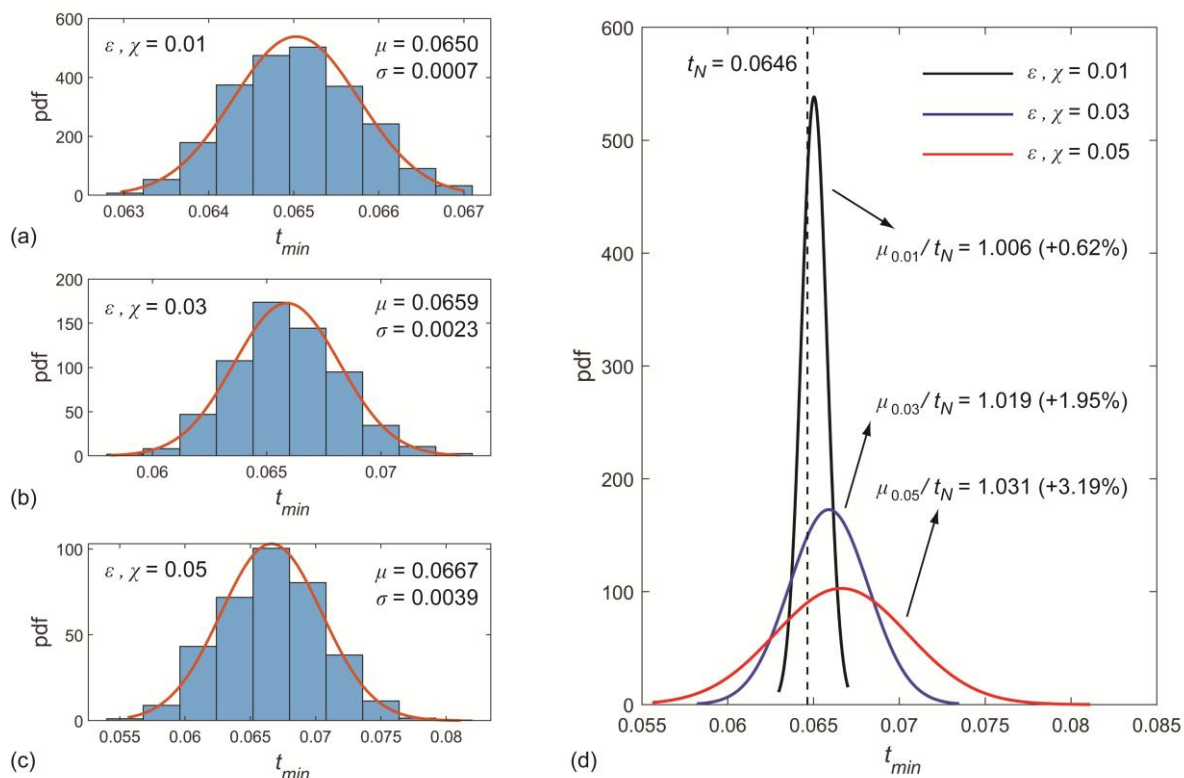 600
400
200
0
pdf
ε , χ = 0.01
μ = 0.0650
σ = 0.0007
0.063 0.064 0.065 0.066 0.067
t_min
(a)
200
150
100
50
0
pdf
ε , χ = 0.03
μ = 0.0659
σ = 0.0023
0.06 0.065 0.07
t_min
(b)
100
50
0
pdf
ε , χ = 0.05
μ = 0.0667
σ = 0.0039
0.055 0.06 0.065 0.07 0.075 0.08
t_min
(c)
600
500
400
300
200
100
0
pdf
t_N = 0.0646
ε , χ = 0.01
ε , χ = 0.03
ε , χ = 0.05
μ_0.01/ t_N = 1.006 (+0.62%)
μ_0.03/ t_N = 1.019 (+1.95%)
μ_0.05/ t_N = 1.031 (+3.19%)
0.055 0.06 0.065 0.07 0.075 0.08 0.085
t_min
(d)